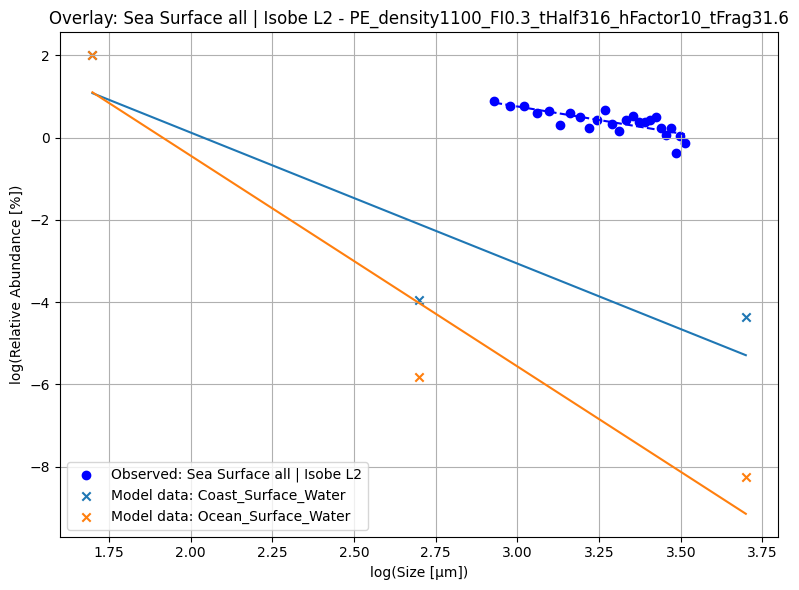 Overlay: Sea Surface all | Isobe L2 - PE_density1100_FI0.3_tHalf316_hFactor10_tFrag31.6
log(Relative Abundance [%])
2
0
−2
−4
−6
−8
Observed: Sea Surface all | Isobe L2
Model data: Coast_Surface_Water
Model data: Ocean_Surface_Water
1.75 2.00 2.25 2.50 2.75 3.00 3.25 3.50 3.75
log(Size [μm])